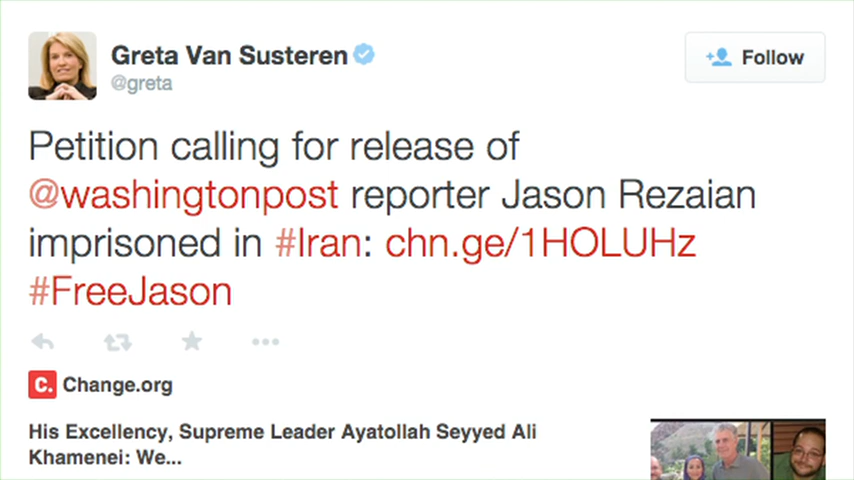 Greta Van Susteren
@greta
Follow
Petition calling for release of
@washingtonpost reporter Jason Rezaian
imprisoned in #Iran: chn.ge/1HOLUHz
#FreeJason
C. Change.org
His Excellency, Supreme Leader Ayatollah Seyyed Ali
Khamenei: We...